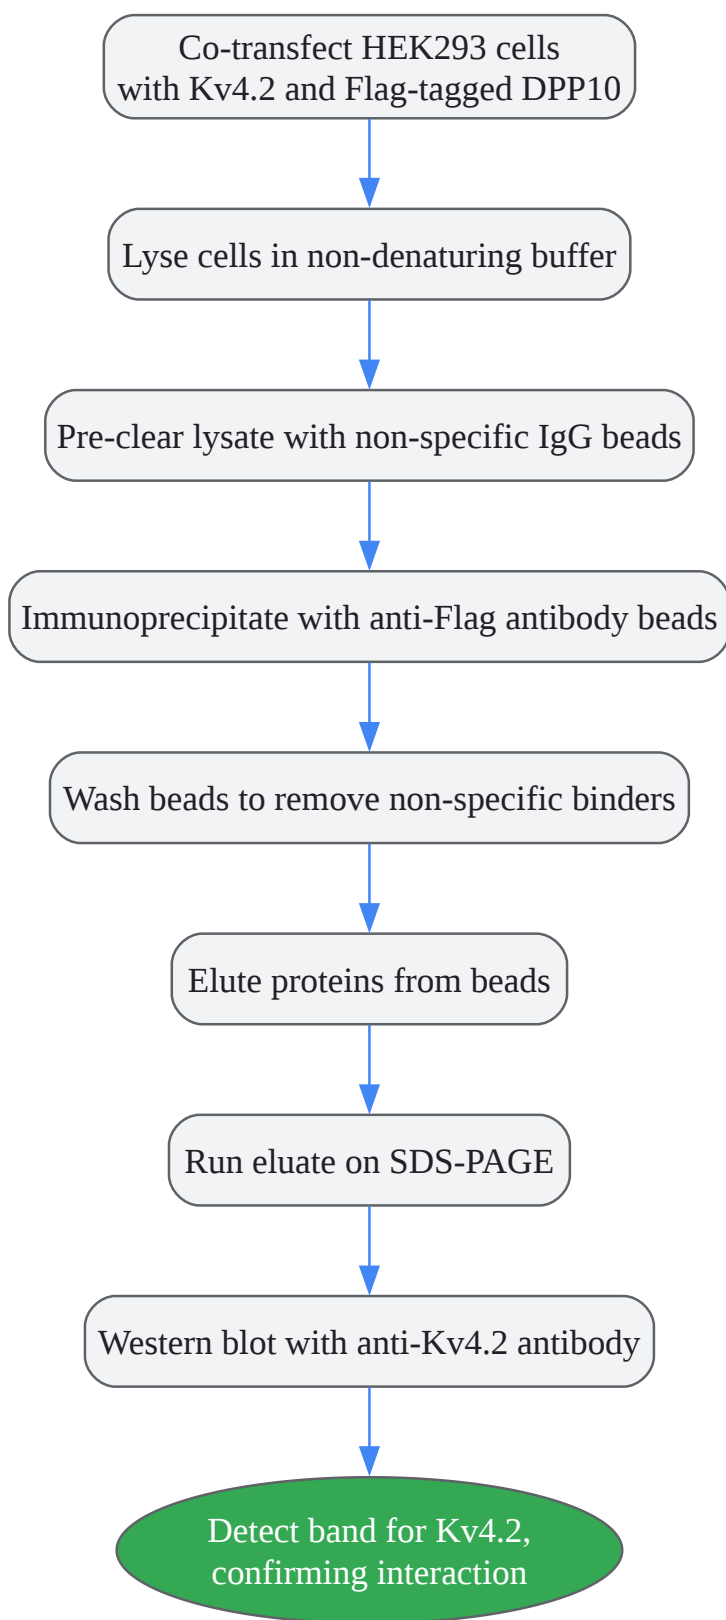 Co-transfect HEK293 cells
with Kv4.2 and Flag-tagged DPP10
Lyse cells in non-denaturing buffer
Pre-clear lysate with non-specific IgG beads
Immunoprecipitate with anti-Flag antibody beads
Wash beads to remove non-specific binders
Elute proteins from beads
Run eluate on SDS-PAGE
Western blot with anti-Kv4.2 antibody
Detect band for Kv4.2,
confirming interaction